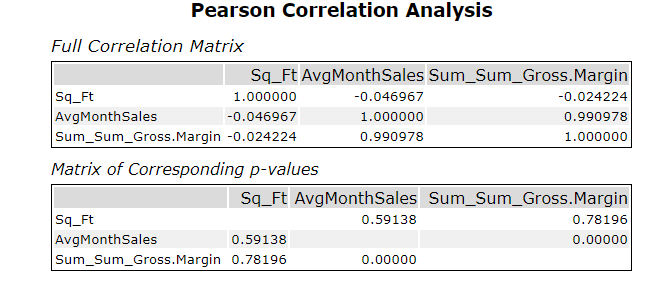 Pearson Correlation Analysis
Full Correlation Matrix
Sq_Ft AvgMonthSales Sum_Sum_Gross.Margin
Sq_Ft 1.000000 -0.046967 -0.024224
AvgMonthSales -0.046967 1.000000 0.990978
Sum_Sum_Gross.Margin -0.024224 0.990978 1.000000
Matrix of Corresponding p-values
Sq_Ft AvgMonthSales Sum_Sum_Gross.Margin
Sq_Ft 0.59138 0.78196
AvgMonthSales 0.59138 0.00000
Sum_Sum_Gross.Margin 0.78196 0.00000